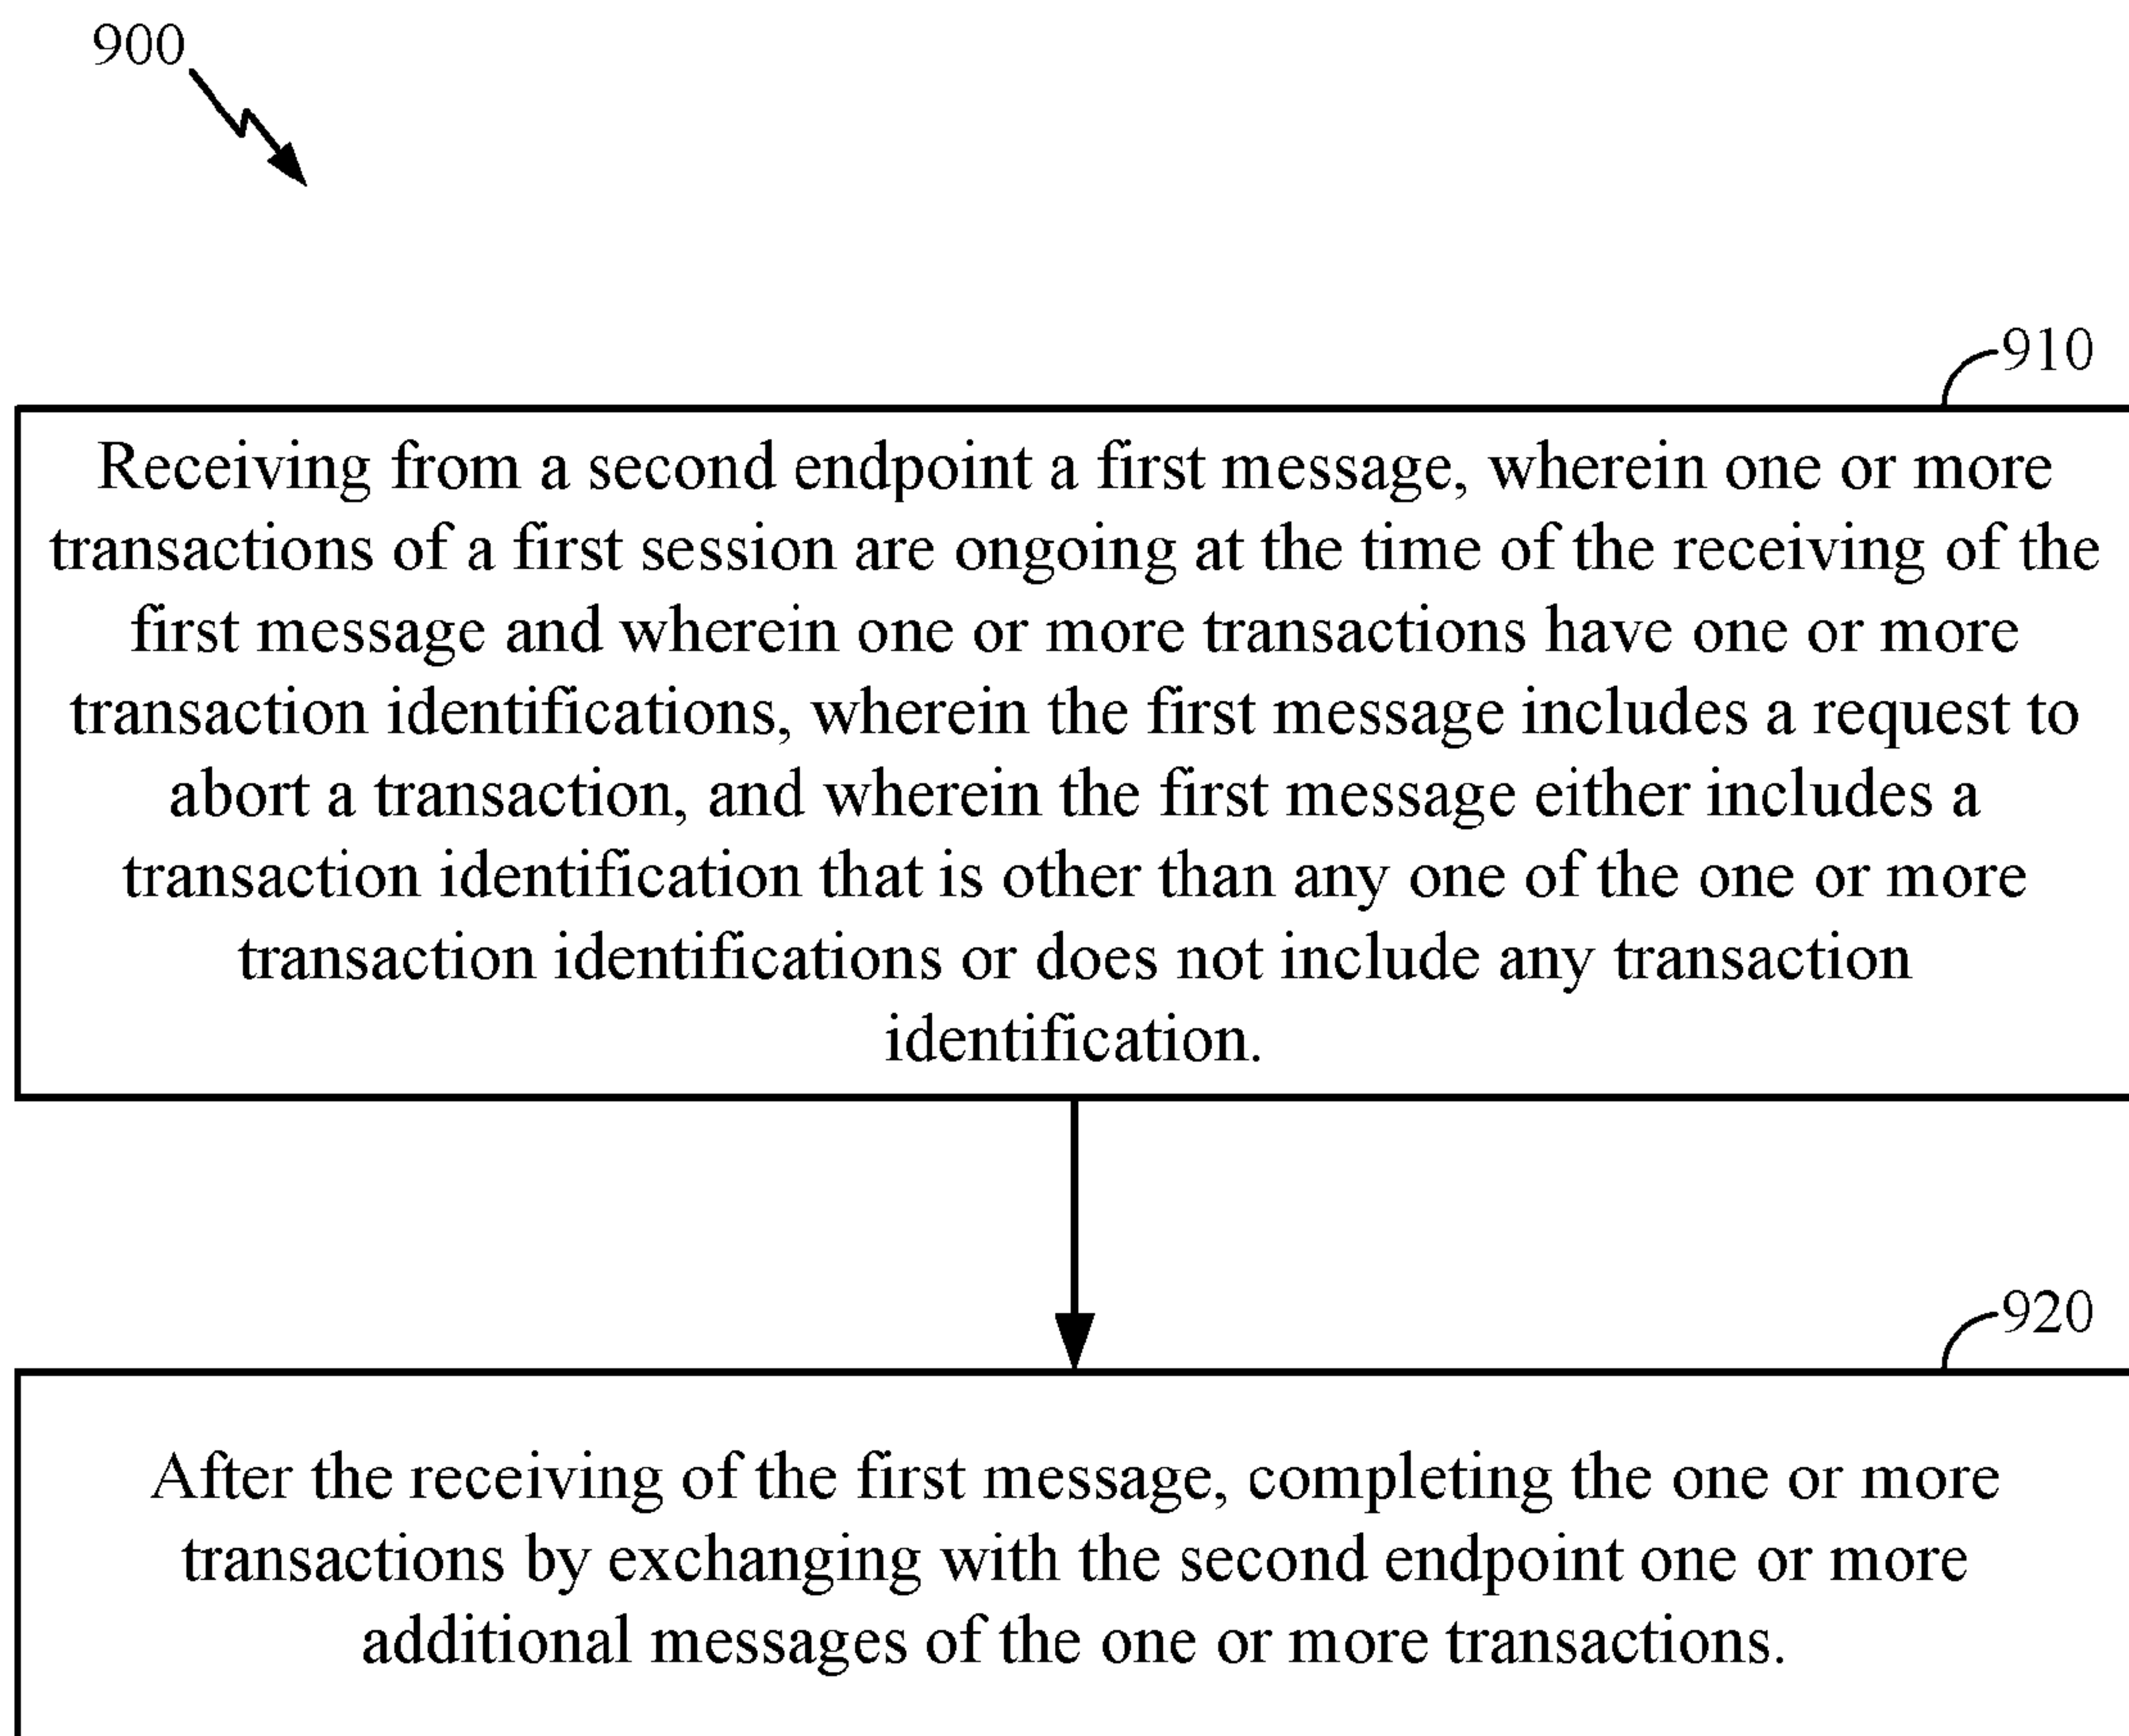 900
910
Receiving from a second endpoint a first message, wherein one or more
transactions of a first session are ongoing at the time of the receiving of the
first message and wherein one or more transactions have one or more
transaction identifications, wherein the first message includes a request to
abort a transaction, and wherein the first message either includes a
transaction identification that is other than any one of the one or more
transaction identifications or does not include any transaction
identification.
920
After the receiving of the first message, completing the one or more
transactions by exchanging with the second endpoint one or more
additional messages of the one or more transactions.